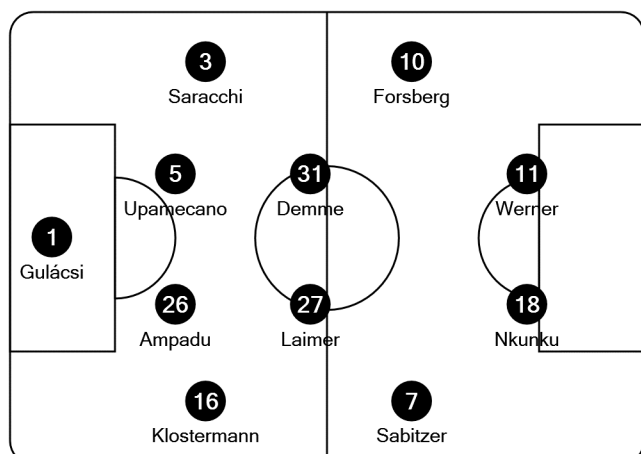 3
Saracchi
10
Forsberg
5
Upamecano
31
Demme
11
Werner
1
Gulácsi
26
Ampadu
27
Laimer
18
Nkunku
16
Klostermann
7
Sabitzer